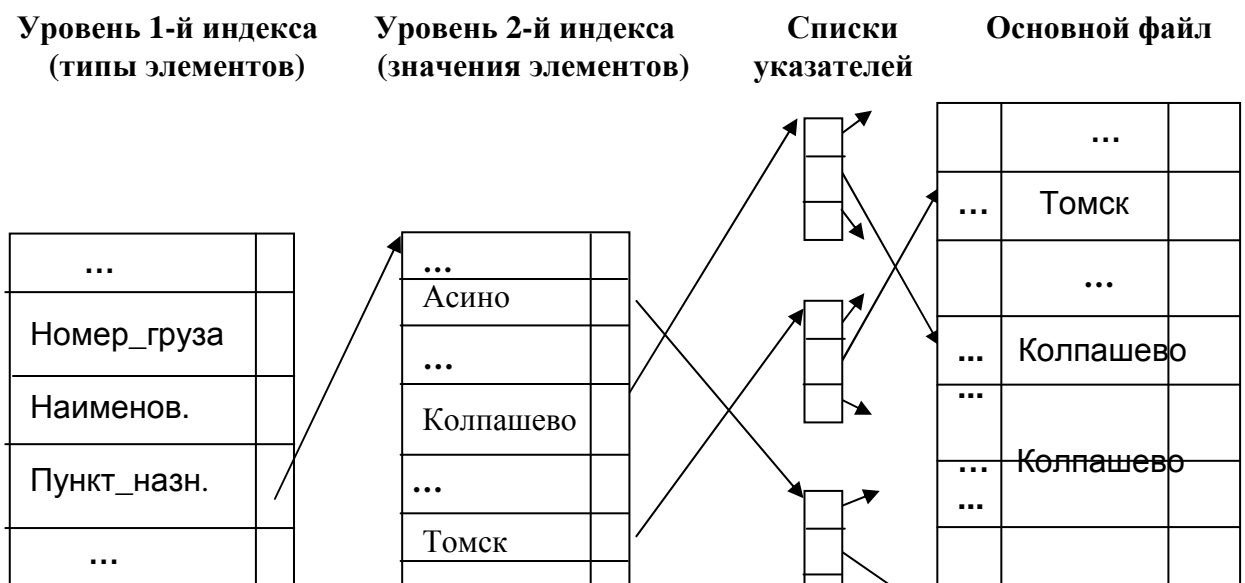 Уровень 1-й индекса
(типы элементов)
Уровень 2-й индекса
(значения элементов)
Списки
указателей
Основной файл
...
Номер_груза
Наименов.
Пункт_назн.
...
...
Асино
...
Колпашево
...
Томск
...
... Томск
...
... Колпашево
...
... Колпашево
...